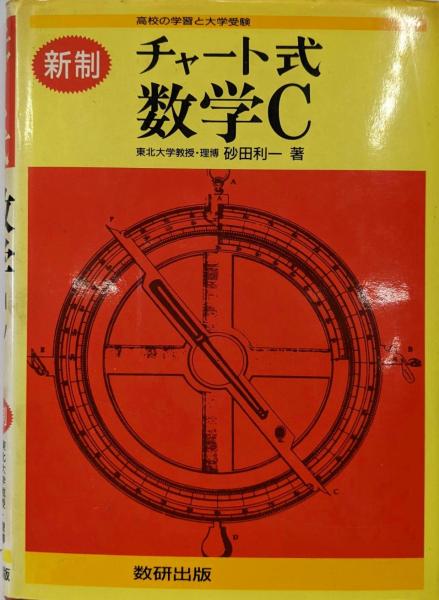 高校の学習と大学受験
新制
チャート式
数学C
東北大学教授・理博 砂田利一 著
数研出版